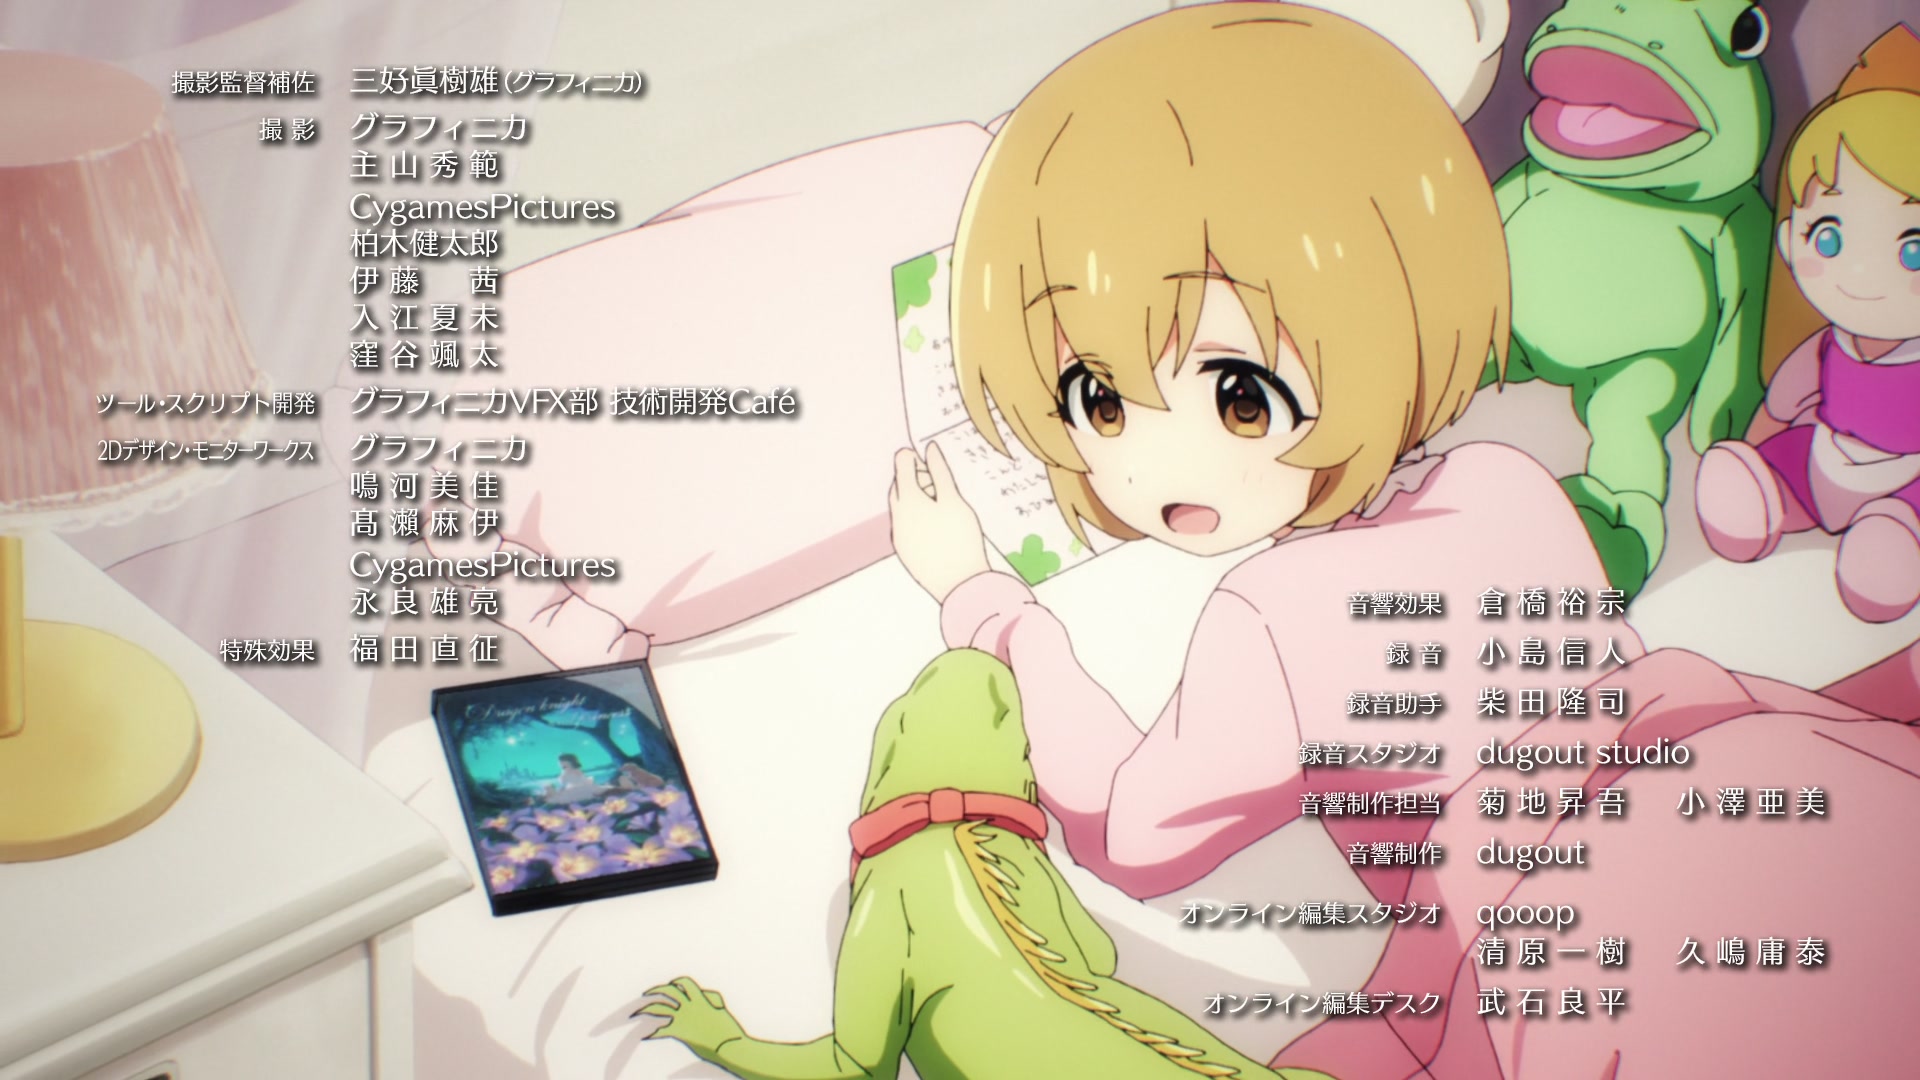 撮影監督補佐 三好眞樹雄(グラフィニカ)
撮影 グラフィニカ
主山秀範
CygamesPictures
柏木健太郎
伊藤 茜
入江夏未
窪谷颯太
ツール・スクリプト開発 グラフィニカVFX部 技術開発Café
2Dデザイン・モニターワークス グラフィニカ
鳴河美佳
髙瀨麻伊
CygamesPictures
永良雄亮
特殊効果 福田直征
Dragon knight
音響効果 倉橋裕宗
録音 小島信人
録音助手 柴田隆司
録音スタジオ dugout studio
音響制作担当 菊地昇吾 小澤亜美
音響制作 dugout
オンライン編集スタジオ qooop
清原一樹 久嶋庸泰
オンライン編集デスク 武石良平